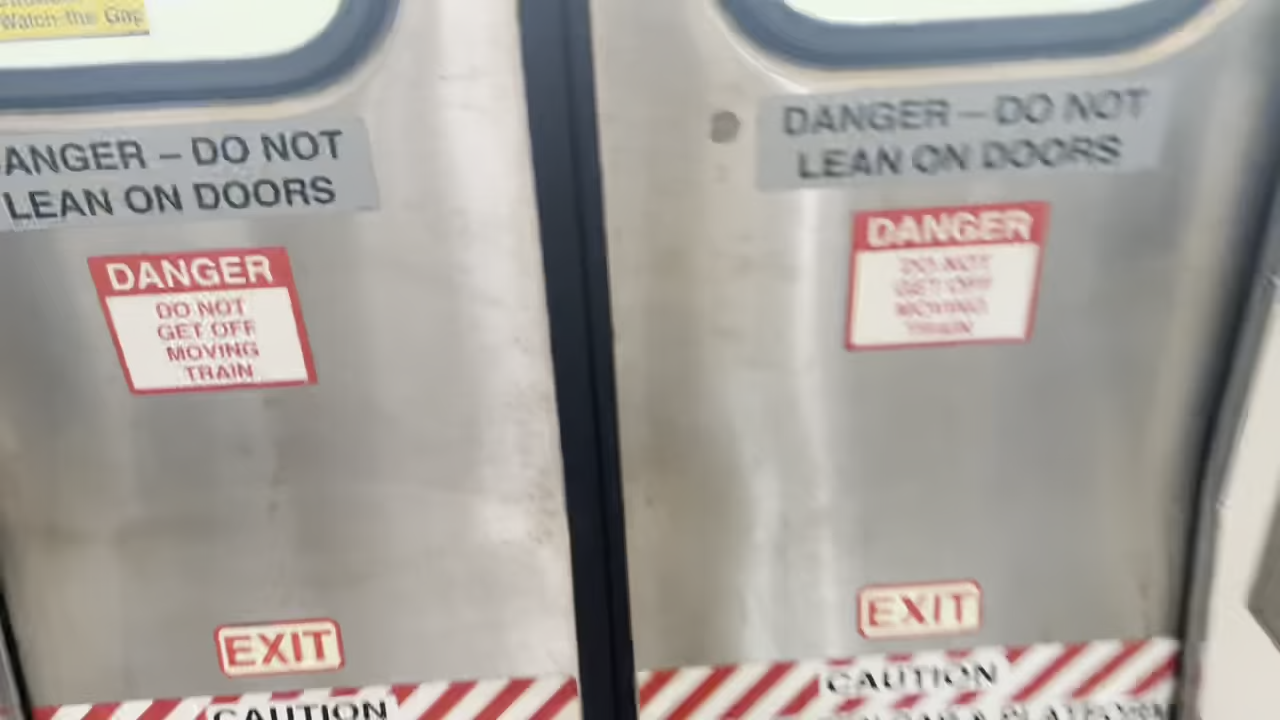 Watch the Gap
ANGER – DO NOT
LEAN ON DOORS
DANGER
DO NOT
GET OFF
MOVING
TRAIN
EXIT
CAUTION
DANGER – DO NOT
LEAN ON DOORS
DANGER
DO NOT
GET OFF
MOVING
TRAIN
EXIT
CAUTION